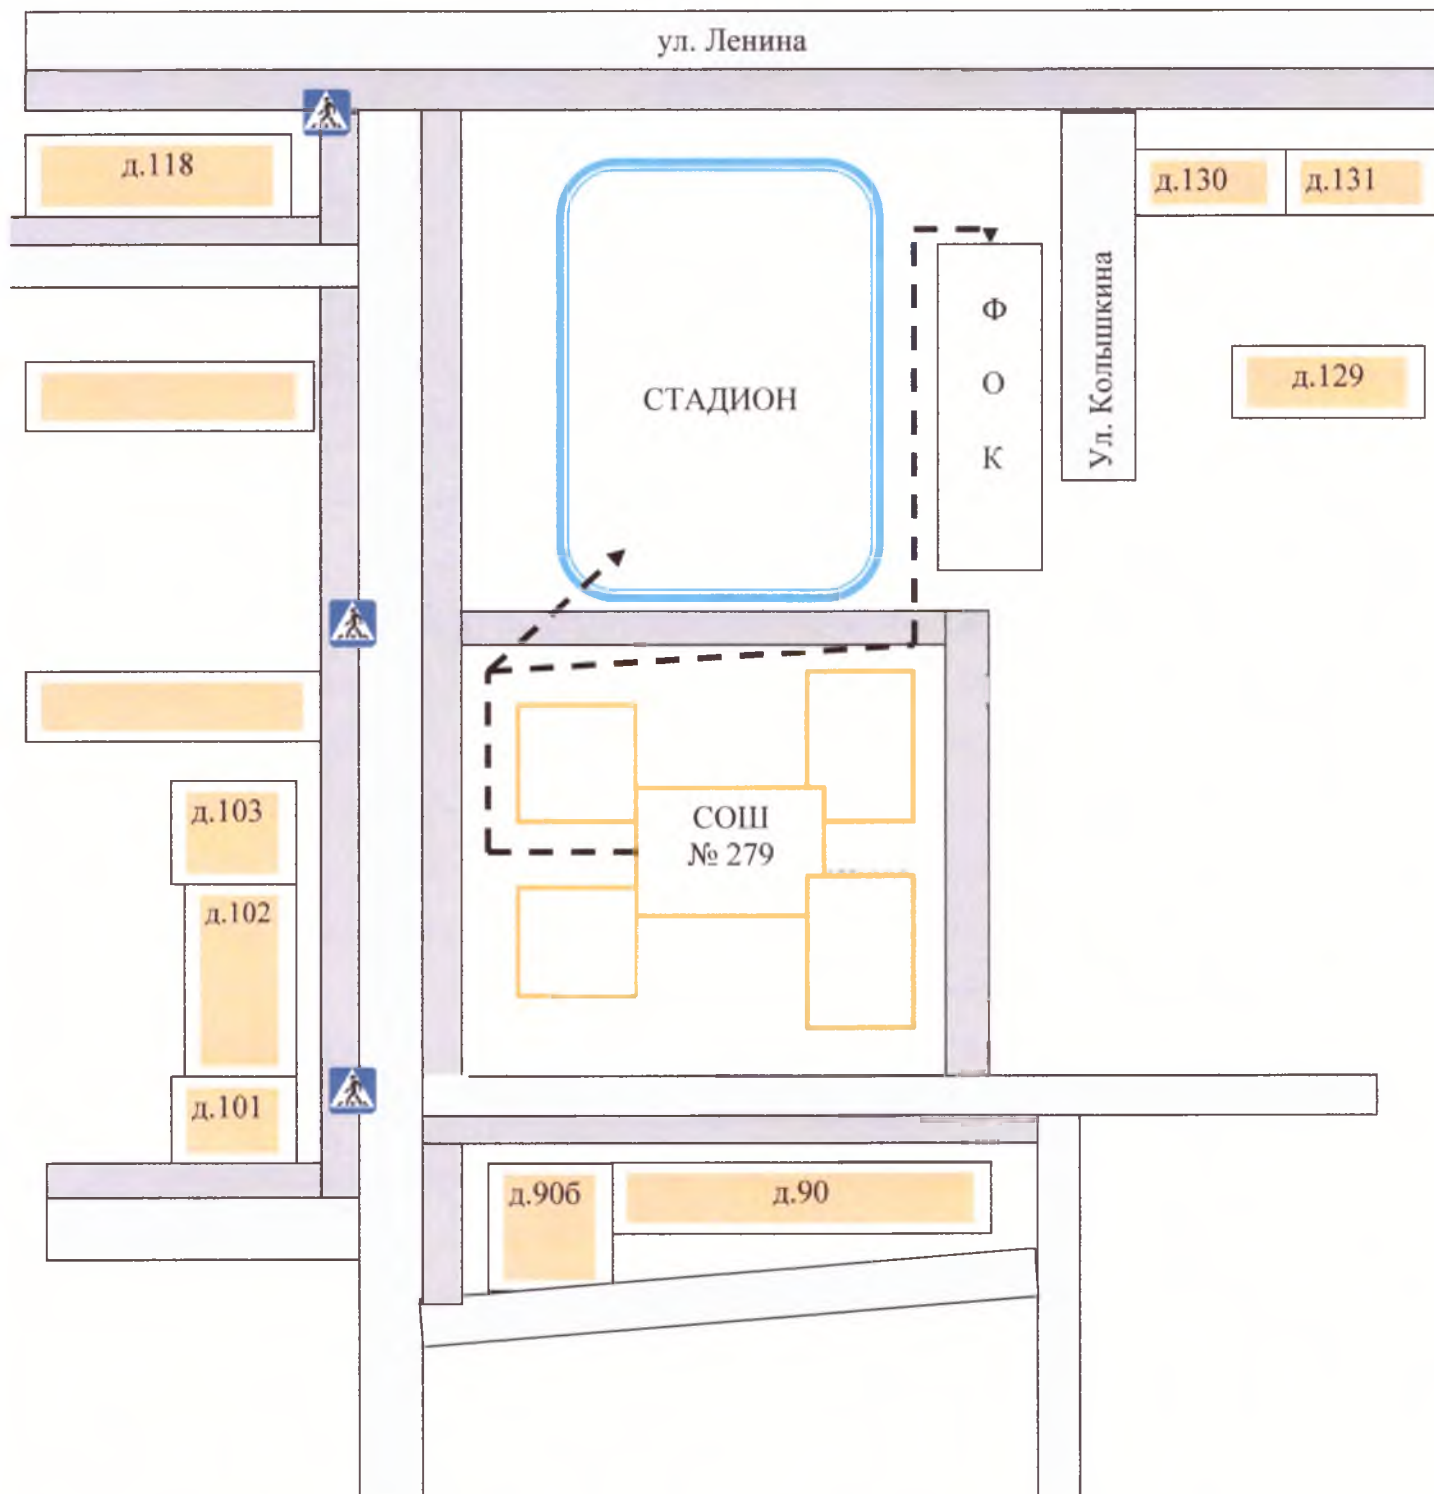 ул. Ленина
д.118
д.130
д.131
Ул. Колышкина
Ф
О
К
д.129
СТАДИОН
д.103
СОШ
№ 279
д.102
д.101
д.90б
д.90